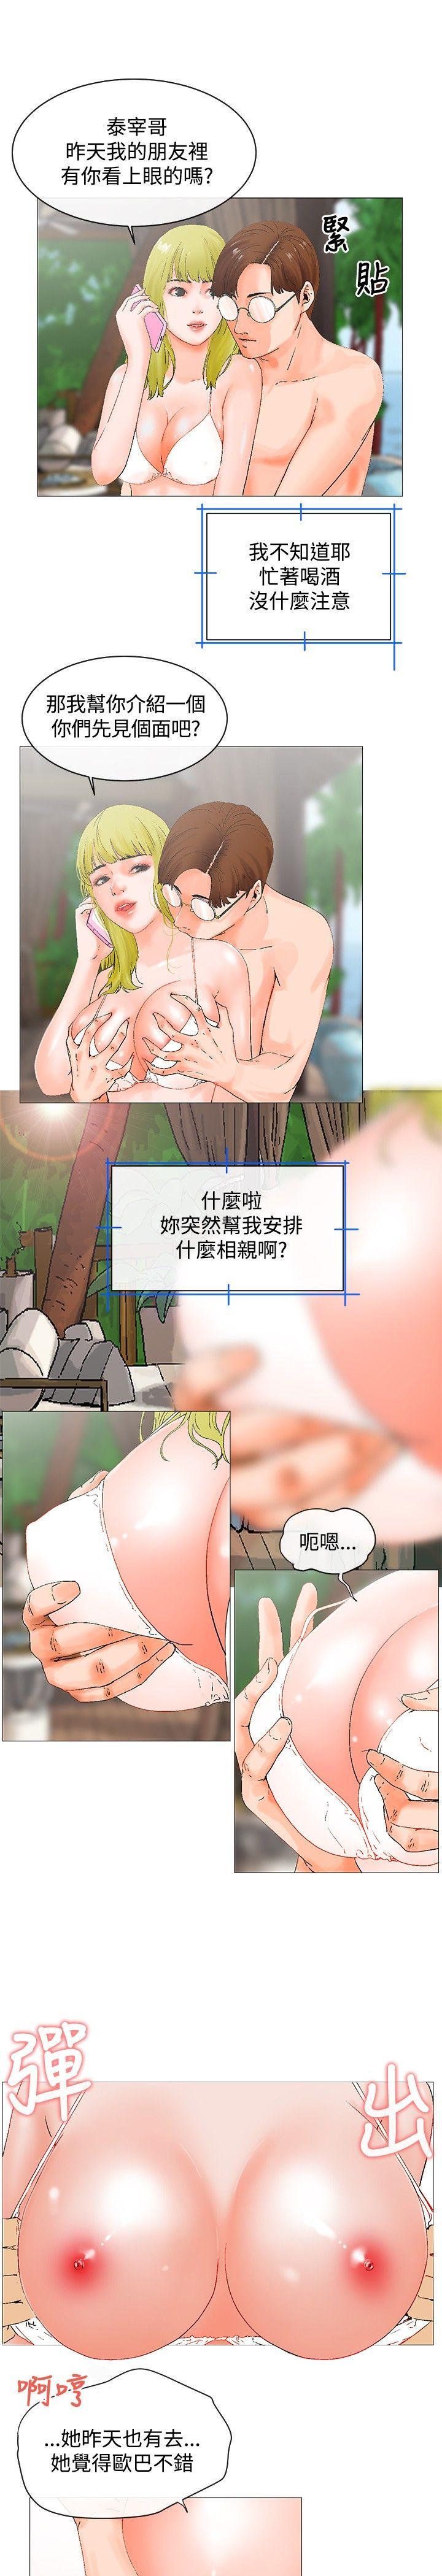 泰宰哥
昨天我的朋友裡
有你看上眼的嗎?
緊
貼
我不知道耶
忙著喝酒
沒什麼注意
那我幫你介紹一個
你們先見個面吧?
什麼啦
妳突然幫我安排
什麼相親啊?
呃嗯...
彈
出
啊哼
...她昨天也有去...
她覺得歐巴不錯